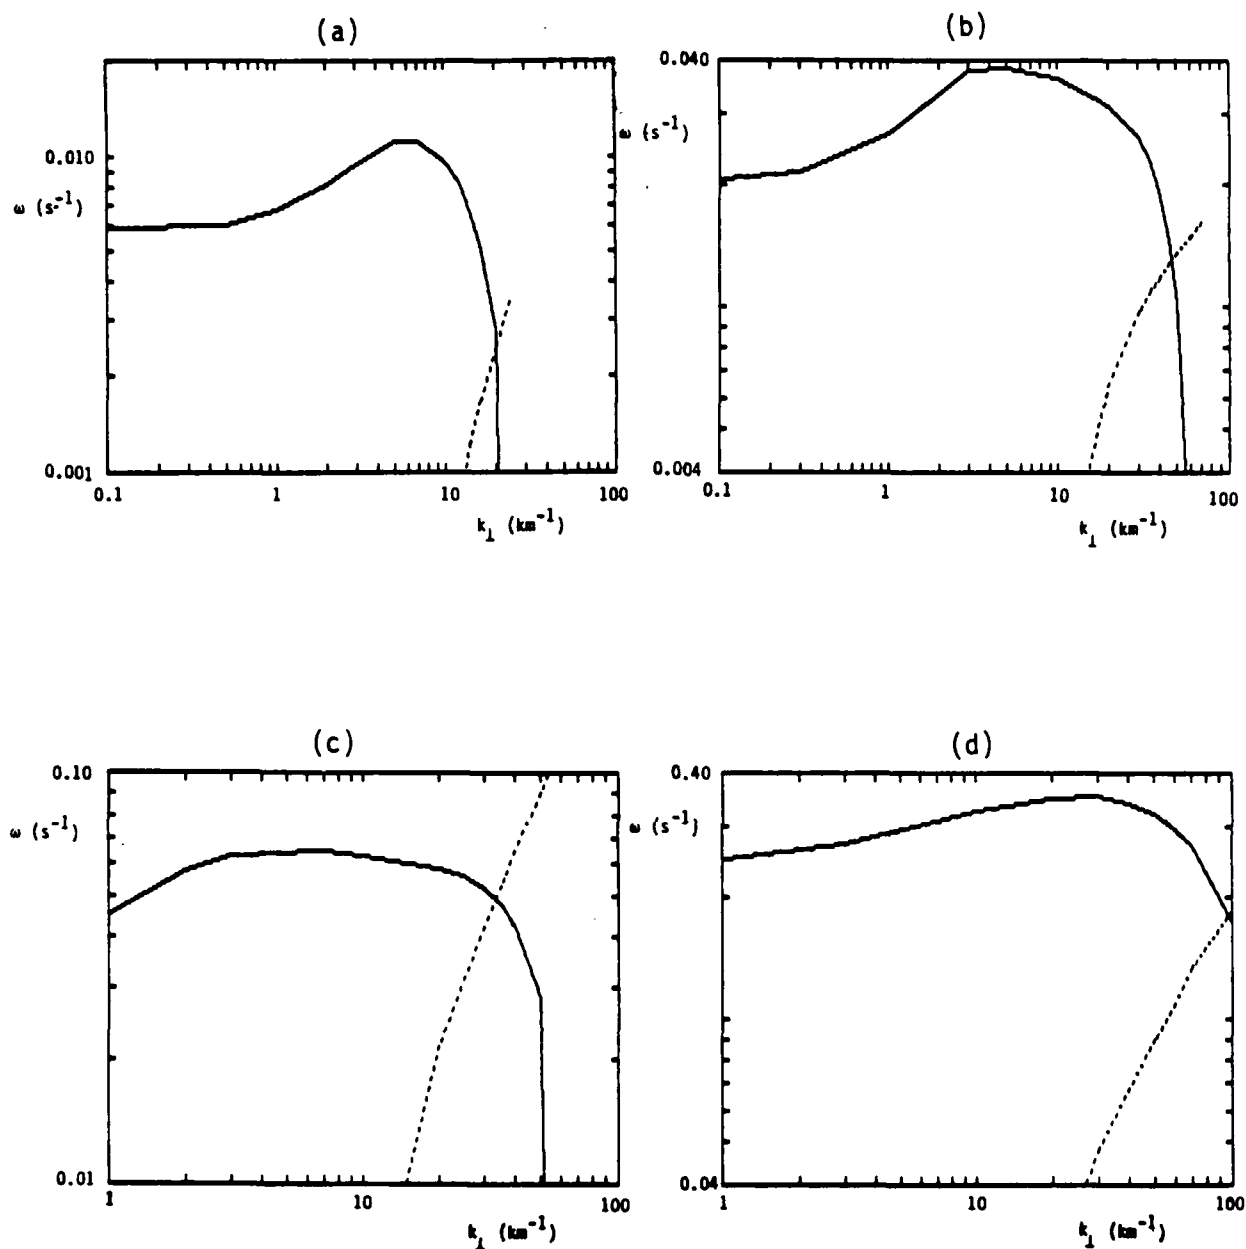 (a)
0.010
ω (s⁻¹)
0.001
0.1 1 10 100
k⊥ (km⁻¹)
(b)
0.040
ω (s⁻¹)
0.004
0.1 1 10 100
k⊥ (km⁻¹)
(c)
0.10
ω (s⁻¹)
0.01
1 10 100
k⊥ (km⁻¹)
(d)
0.40
ω (s⁻¹)
0.04
1 10 100
k⊥ (km⁻¹)